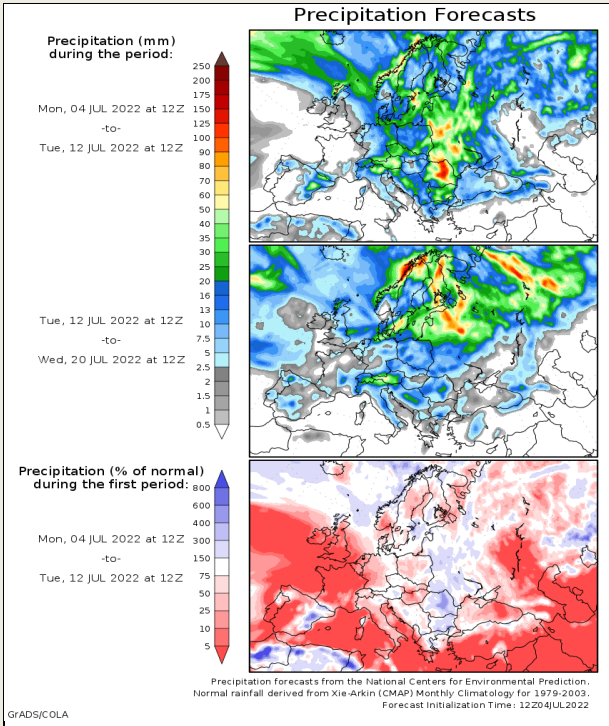 Precipitation Forecasts
Precipitation (mm)
during the period:
Mon, 04 JUL 2022 at 12Z
-to-
Tue, 12 JUL 2022 at 12Z
250
200
175
150
125
100
90
80
70
60
50
40
35
30
25
20
16
13
10
7.5
5
2.5
2
1.5
1
0.5
Tue, 12 JUL 2022 at 12Z
-to-
Wed, 20 JUL 2022 at 12Z
Precipitation (% of normal)
during the first period:
Mon, 04 JUL 2022 at 12Z
-to-
Tue, 12 JUL 2022 at 12Z
800
600
400
300
150
75
50
25
10
5
Precipitation forecasts from the National Centers for Environmental Prediction.
Normal rainfall derived from Xie-Arkin (CMAP) Monthly Climatology for 1979-2003.
Forecast Initialization Time: 12Z04JUL2022
GrADS/COLA